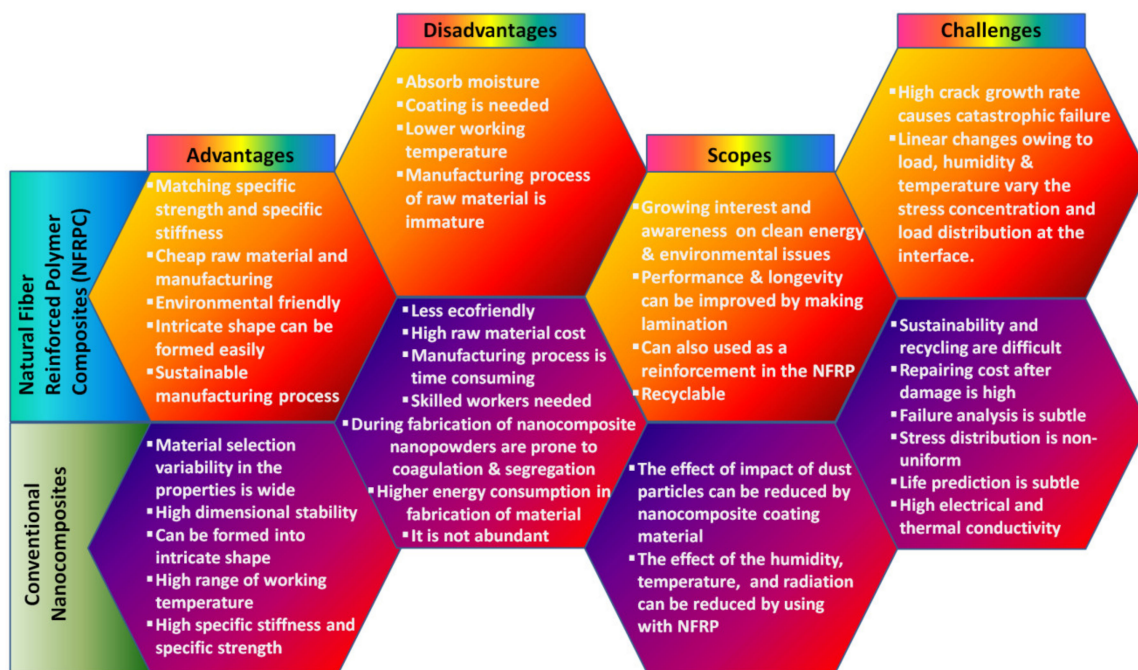 Disadvantages
Challenges
Advantages
Scopes
Natural Fiber
Reinforced Polymer
Composites (NFRPC)
▪Matching specific
strength and specific
stiffness
▪Cheap raw material and
manufacturing
▪Environmental friendly
▪Intricate shape can be
formed easily
▪Sustainable
manufacturing process
▪Absorb moisture
▪Coating is needed
▪Lower working
temperature
▪Manufacturing process
of raw material is
immature
▪Growing interest and
awareness on clean energy
& environmental issues
▪Performance & longevity
can be improved by making
lamination
▪Can also used as a
reinforcement in the NFRP
▪Recyclable
▪High crack growth rate
causes catastrophic failure
▪Linear changes owing to
load, humidity &
temperature vary the
stress concentration and
load distribution at the
interface.
Conventional
Nanocomposites
▪Material selection
variability in the
properties is wide
▪High dimensional stability
▪Can be formed into
intricate shape
▪High range of working
temperature
▪High specific stiffness and
specific strength
▪Less ecofriendly
▪High raw material cost
▪Manufacturing process is
time consuming
▪Skilled workers needed
▪During fabrication of nanocomposite
nanopowders are prone to
coagulation & segregation
▪Higher energy consumption in
fabrication of material
▪It is not abundant
▪The effect of impact of dust
particles can be reduced by
nanocomposite coating
material
▪The effect of the humidity,
temperature, and radiation
can be reduced by using
with NFRP
▪Sustainability and
recycling are difficult
▪Repairing cost after
damage is high
▪Failure analysis is subtle
▪Stress distribution is non-
uniform
▪Life prediction is subtle
▪High electrical and
thermal conductivity